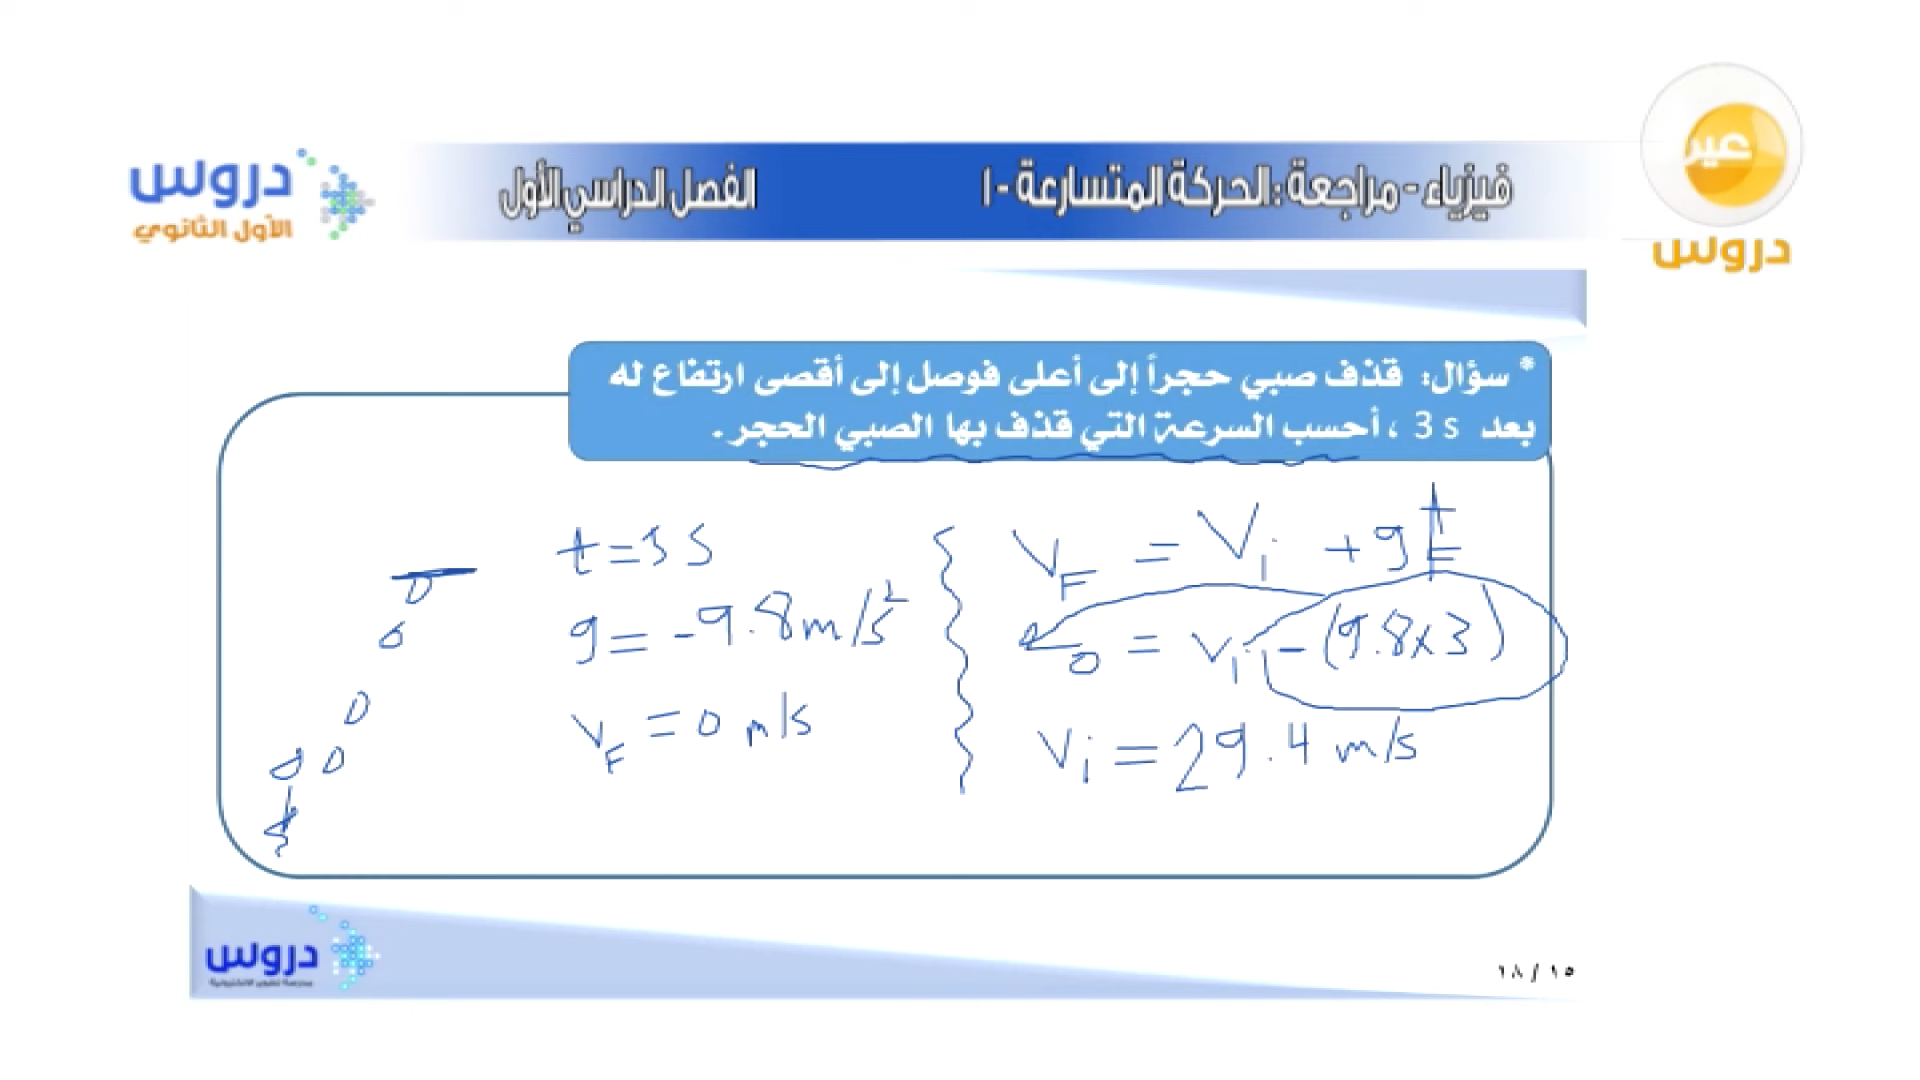 عين
دروس
فيزياء - مراجعة : الحركة المتسارعة - ١
الفصل الدراسي الأول
دروس
الأول الثانوي
* سؤال: قذف صبي حجراً إلى أعلى فوصل إلى أقصى ارتفاع له
بعد 3 s ، أحسب السرعة التي قذف بها الصبي الحجر.
t = 3 s
g = -9.8 m/s²
v_F = 0 m/s
v_F = v_i + g t_F
0 = v_i - (9.8×3)
v_i = 29.4 m/s
دروس
١٨ / ١٥